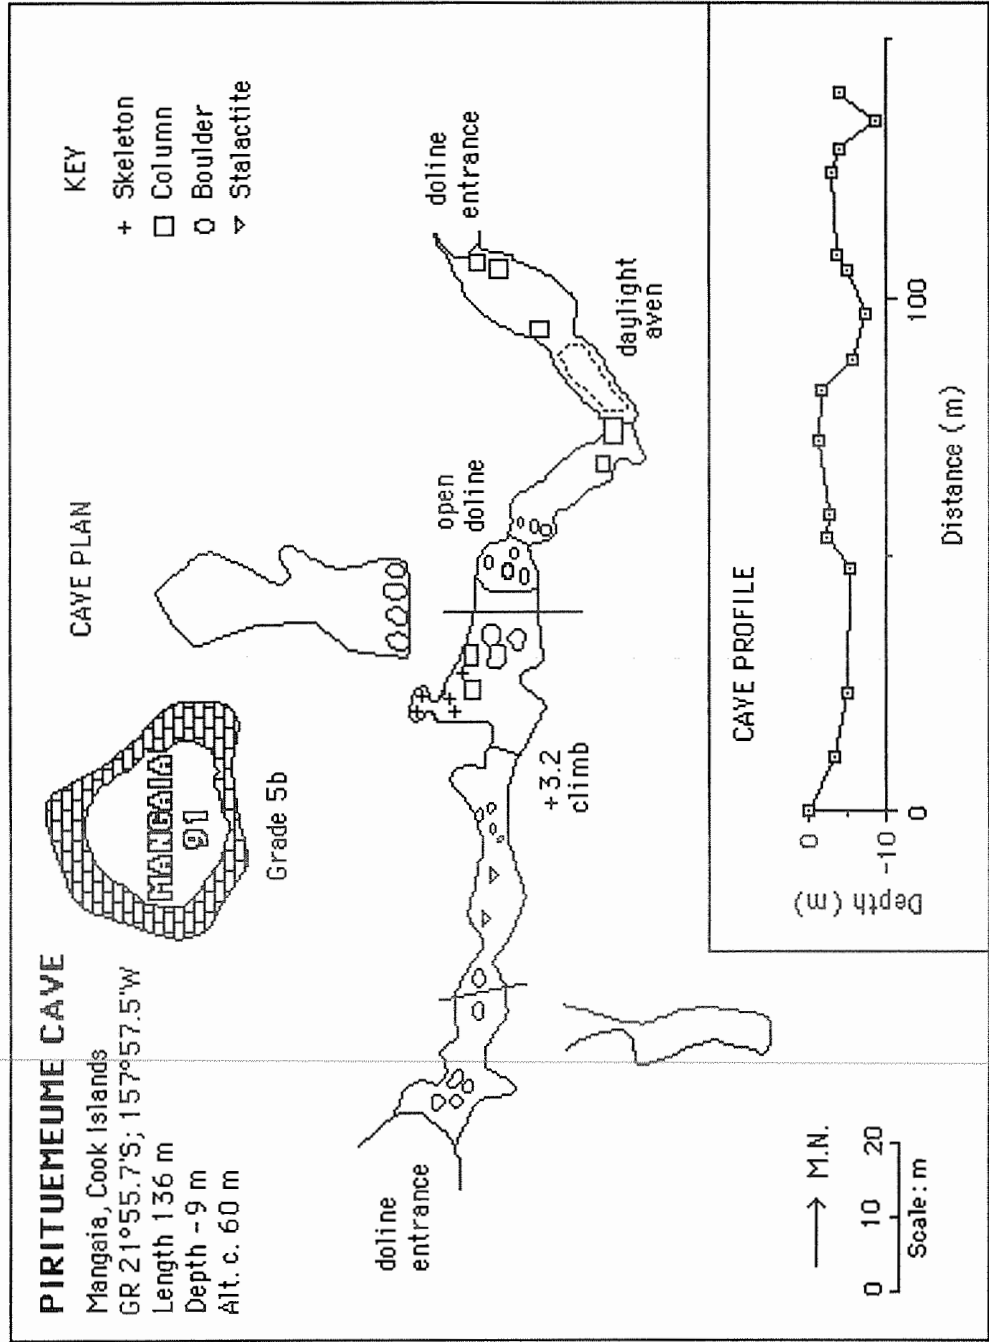 PIRITUEMEUME CAVE
Mangaia, Cook Islands
GR 21°55.7'S; 157°57.5'W
Length 136 m
Depth -9 m
Alt. c. 60 m
MANGAIA
91
Grade 5b
CAVE PLAN
KEY
+ Skeleton
Column
Boulder
Stalactite
doline
entrance
+3.2
climb
open
doline
daylight
aven
doline
entrance
M.N.
0 10 20
Scale: m
CAVE PROFILE
0
-10
Depth (m)
0
100
Distance (m)